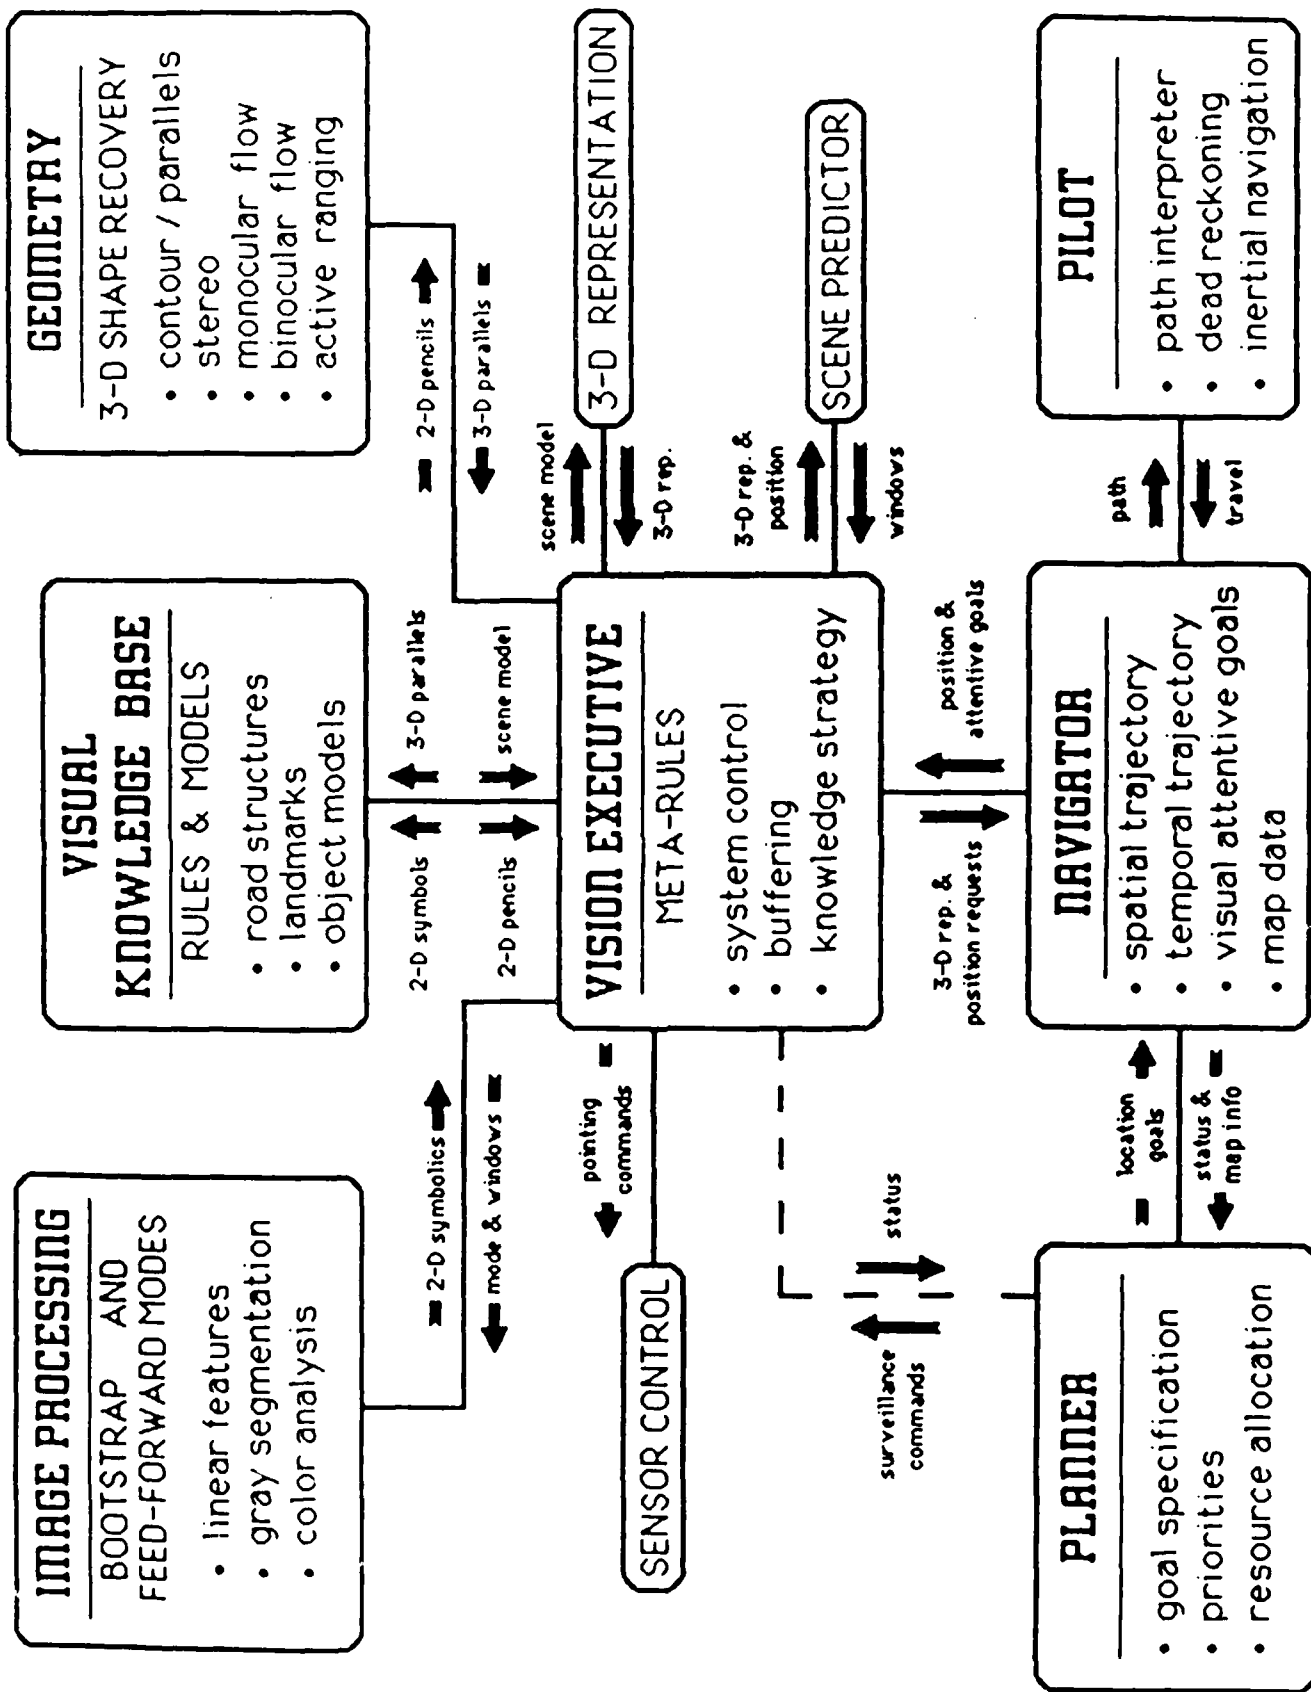 IMAGE PROCESSING
BOOTSTRAP AND
FEED-FORWARD MODES
• linear features
• gray segmentation
• color analysis
VISUAL
KNOWLEDGE BASE
RULES & MODELS
• road structures
• landmarks
• object models
GEOMETRY
3-D SHAPE RECOVERY
• contour / parallels
• stereo
• monocular flow
• binocular flow
• active ranging
2-D symbolics
mode & windows
2-D symbols
3-D parallels
2-D pencils
scene model
2-D pencils
3-D parallels
SENSOR CONTROL
pointing
commands
VISION EXECUTIVE
META-RULES
• system control
• buffering
• knowledge strategy
scene model
3-D rep.
3-D REPRESENTATION
3-D rep. &
position
windows
SCENE PREDICTOR
surveillance
commands
status
3-D rep. &
position requests
position &
attentive goals
PLANNER
• goal specification
• priorities
• resource allocation
location
goals
status &
map info
NAVIGATOR
• spatial trajectory
• temporal trajectory
• visual attentive goals
• map data
path
travel
PILOT
• path interpreter
• dead reckoning
• inertial navigation